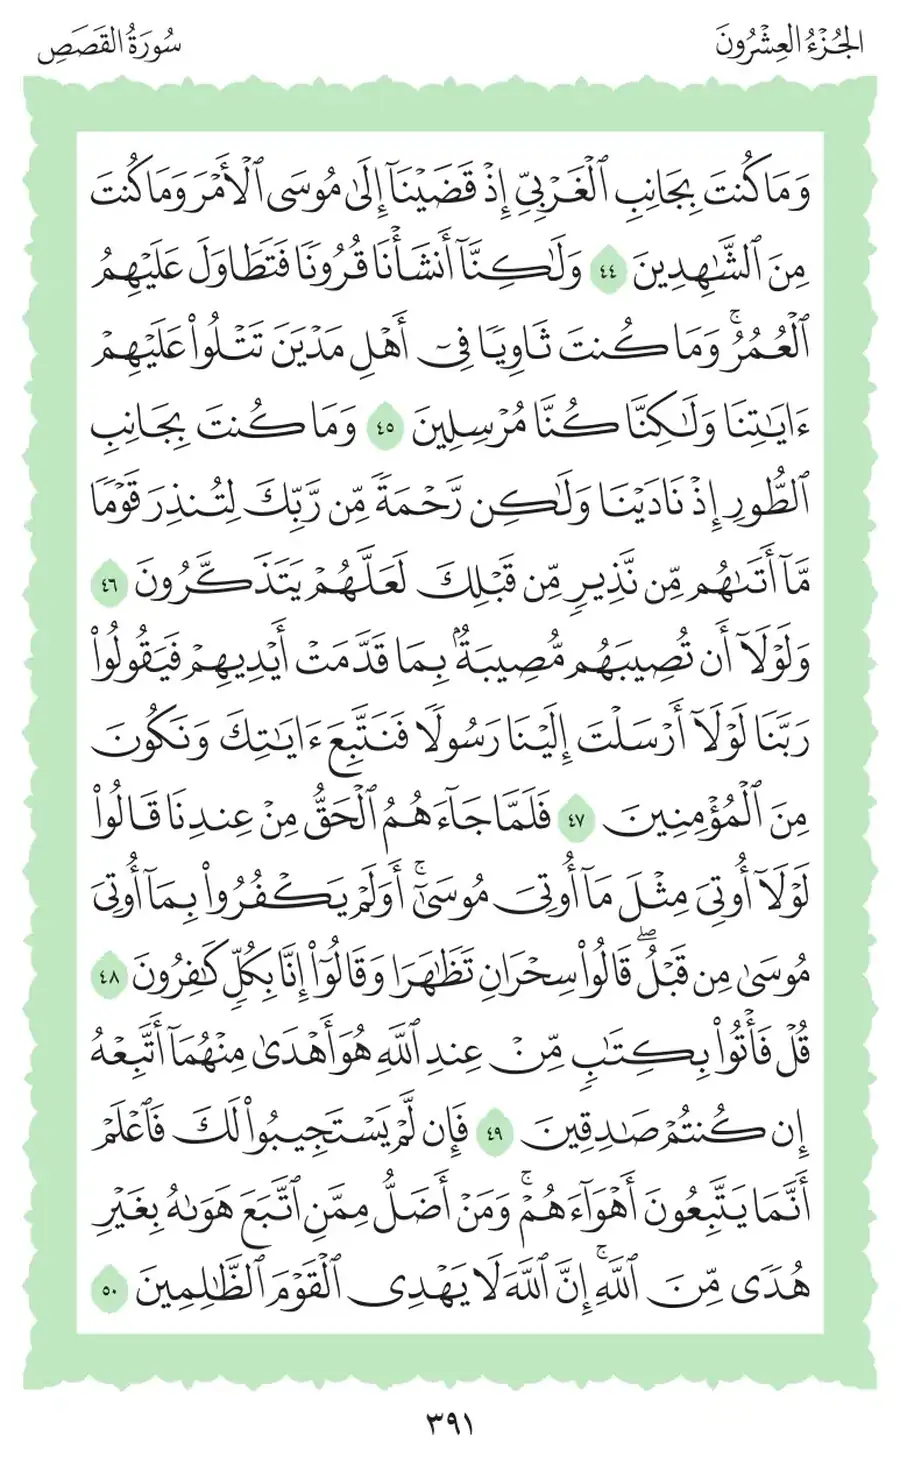 الجُزْءُ العِشْرُونَ
سُورَةُ القَصَصِ
وَمَا كُنتَ بِجَانِبِ ٱلْغَرْبِىِّ إِذْ قَضَيْنَآ إِلَىٰ مُوسَى ٱلْأَمْرَ وَمَا كُنتَ
مِنَ ٱلشَّـٰهِدِينَ ٤٤ وَلَـٰكِنَّآ أَنشَأْنَا قُرُونًا فَتَطَاوَلَ عَلَيْهِمُ
ٱلْعُمُرُ ۚ وَمَا كُنتَ ثَاوِيًا فِىٓ أَهْلِ مَدْيَنَ تَتْلُوا۟ عَلَيْهِمْ
ءَايَـٰتِنَا وَلَـٰكِنَّا كُنَّا مُرْسِلِينَ ٤٥ وَمَا كُنتَ بِجَانِبِ
ٱلطُّورِ إِذْ نَادَيْنَا وَلَـٰكِن رَّحْمَةً مِّن رَّبِّكَ لِتُنذِرَ قَوْمًا
مَّآ أَتَىٰهُم مِّن نَّذِيرٍ مِّن قَبْلِكَ لَعَلَّهُمْ يَتَذَكَّرُونَ ٤٦
وَلَوْلَآ أَن تُصِيبَهُم مُّصِيبَةٌۢ بِمَا قَدَّمَتْ أَيْدِيهِمْ فَيَقُولُوا۟
رَبَّنَا لَوْلَآ أَرْسَلْتَ إِلَيْنَا رَسُولًا فَنَتَّبِعَ ءَايَـٰتِكَ وَنَكُونَ
مِنَ ٱلْمُؤْمِنِينَ ٤٧ فَلَمَّا جَآءَهُمُ ٱلْحَقُّ مِنْ عِندِنَا قَالُوا۟
لَوْلَآ أُوتِىَ مِثْلَ مَآ أُوتِىَ مُوسَىٰٓ ۚ أَوَلَمْ يَكْفُرُوا۟ بِمَآ أُوتِىَ
مُوسَىٰ مِن قَبْلُ ۖ قَالُوا۟ سِحْرَانِ تَظَـٰهَرَا وَقَالُوٓا۟ إِنَّا بِكُلٍّ كَـٰفِرُونَ ٤٨
قُلْ فَأْتُوا۟ بِكِتَـٰبٍ مِّنْ عِندِ ٱللَّهِ هُوَ أَهْدَىٰ مِنْهُمَآ أَتَّبِعْهُ
إِن كُنتُمْ صَـٰدِقِينَ ٤٩ فَإِن لَّمْ يَسْتَجِيبُوا۟ لَكَ فَٱعْلَمْ
أَنَّمَا يَتَّبِعُونَ أَهْوَآءَهُمْ ۚ وَمَنْ أَضَلُّ مِمَّنِ ٱتَّبَعَ هَوَىٰهُ بِغَيْرِ
هُدًى مِّنَ ٱللَّهِ ۚ إِنَّ ٱللَّهَ لَا يَهْدِى ٱلْقَوْمَ ٱلظَّـٰلِمِينَ ٥٠
٣٩١